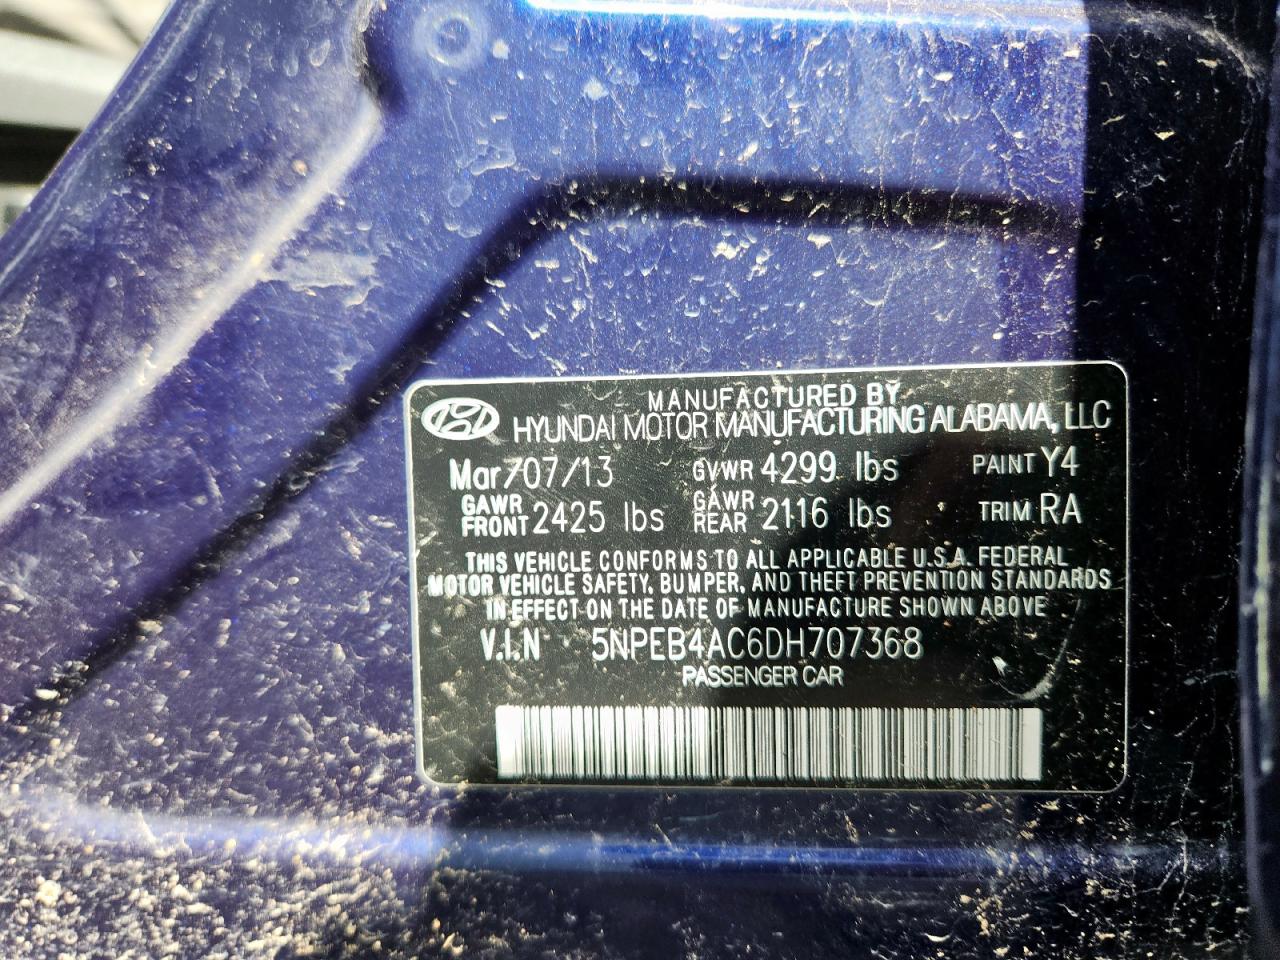 MANUFACTURED BY
HYUNDAI MOTOR MANUFACTURING ALABAMA, LLC
Mar/07/13 GVWR 4299 lbs PAINT Y4
GAWR FRONT 2425 lbs GAWR REAR 2116 lbs TRIM RA
THIS VEHICLE CONFORMS TO ALL APPLICABLE U.S.A. FEDERAL
MOTOR VEHICLE SAFETY, BUMPER, AND THEFT PREVENTION STANDARDS
IN EFFECT ON THE DATE OF MANUFACTURE SHOWN ABOVE
V.I.N 5NPEB4AC6DH707368
PASSENGER CAR